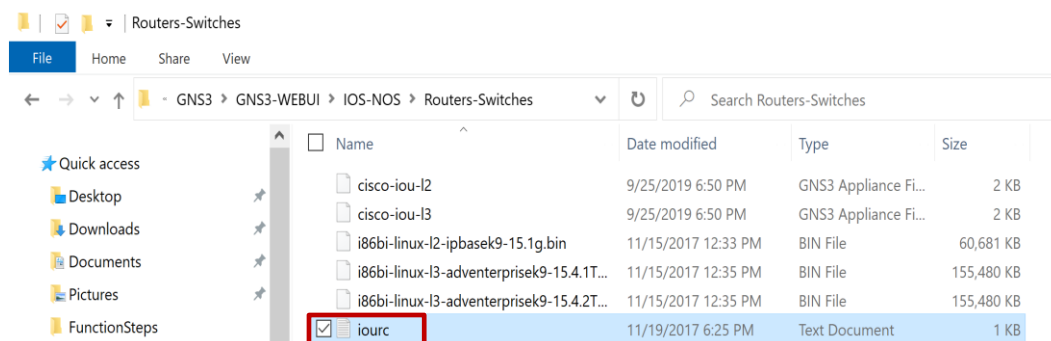 Routers-Switches
File Home Share View
GNS3 > GNS3-WEBUI > IOS-NOS > Routers-Switches Search Routers-Switches
Name Date modified Type Size
Quick access
Desktop
Downloads
Documents
Pictures
FunctionSteps
cisco-iou-l2 9/25/2019 6:50 PM GNS3 Appliance Fi... 2 KB
cisco-iou-l3 9/25/2019 6:50 PM GNS3 Appliance Fi... 2 KB
i86bi-linux-l2-ipbasek9-15.1g.bin 11/15/2017 12:33 PM BIN File 60,681 KB
i86bi-linux-l3-adventerprisek9-15.4.1T... 11/15/2017 12:35 PM BIN File 155,480 KB
i86bi-linux-l3-adventerprisek9-15.4.2T... 11/15/2017 12:35 PM BIN File 155,480 KB
iourc 11/19/2017 6:25 PM Text Document 1 KB